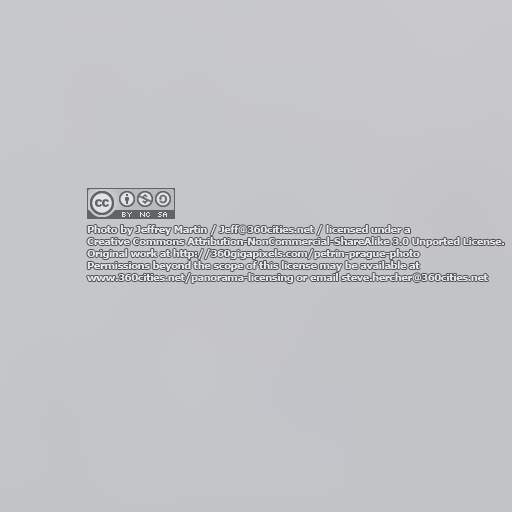 cc
BY NC SA
Photo by Jeffrey Martin / Jeff@360cities.net / licensed under a
Creative Commons Attribution-NonCommercial-ShareAlike 3.0 Unported License.
Original work at http://360gigapixels.com/petrin-prague-photo
Permissions beyond the scope of this license may be available at
www.360cities.net/panorama-licensing or email steve.hercher@360cities.net